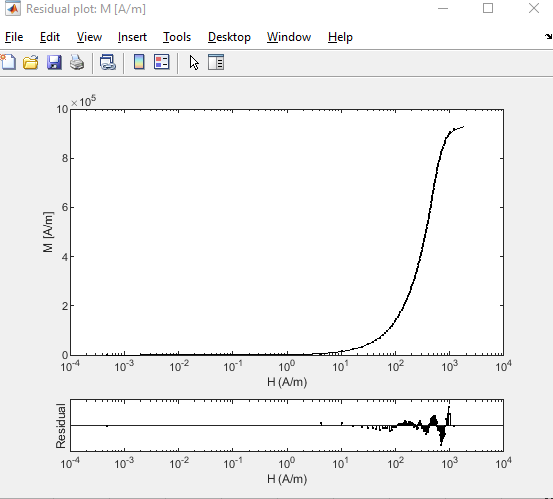 Residual plot: M [A/m]
File Edit View Insert Tools Desktop Window Help
×10^5
10
8
6
4
2
0
M [A/m]
10^-4 10^-3 10^-2 10^-1 10^0 10^1 10^2 10^3 10^4
H (A/m)
Residual
10^-4 10^-3 10^-2 10^-1 10^0 10^1 10^2 10^3 10^4
H (A/m)